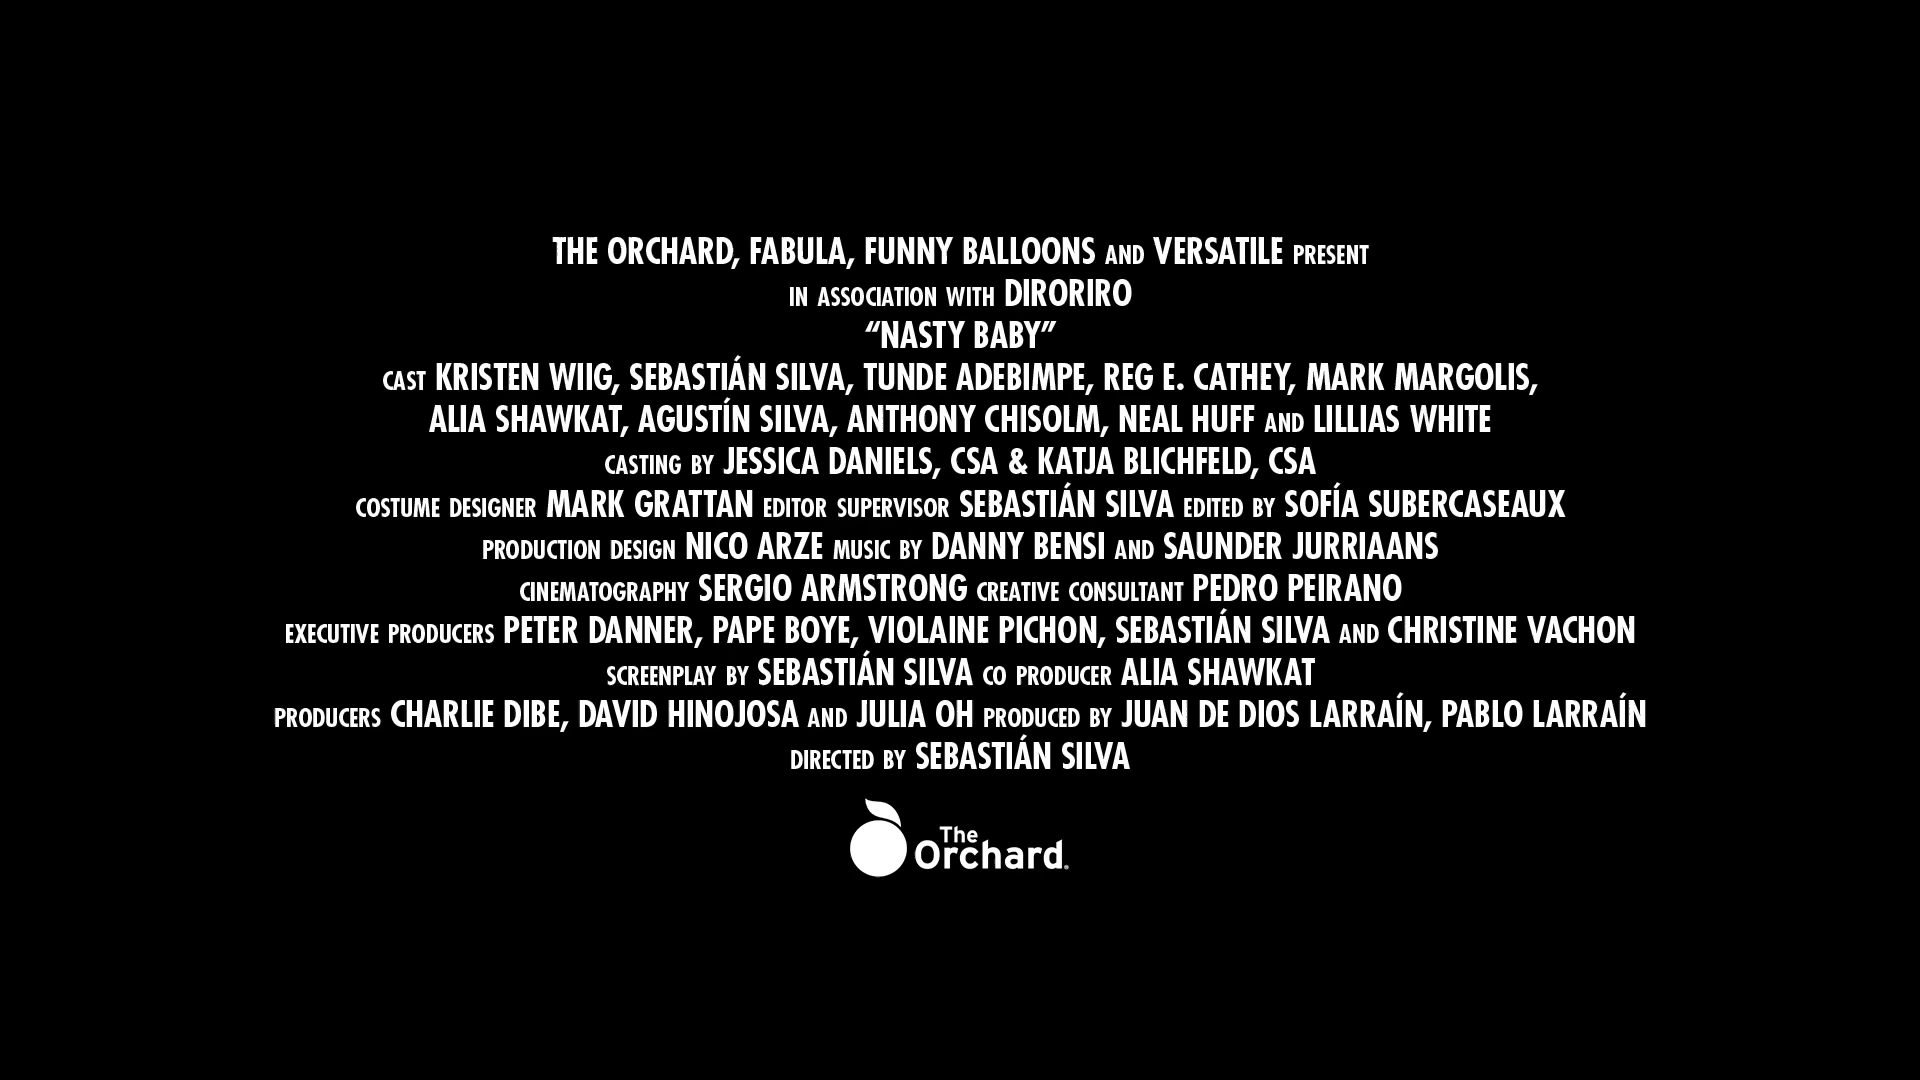 THE ORCHARD, FABULA, FUNNY BALLOONS AND VERSATILE PRESENT
IN ASSOCIATION WITH DIRORIRO
“NASTY BABY”
CAST KRISTEN WIIG, SEBASTIÁN SILVA, TUNDE ADEBIMPE, REG E. CATHEY, MARK MARGOLIS,
ALIA SHAWKAT, AGUSTÍN SILVA, ANTHONY CHISOLM, NEAL HUFF AND LILLIAS WHITE
CASTING BY JESSICA DANIELS, CSA & KATJA BLICHFELD, CSA
COSTUME DESIGNER MARK GRATTAN EDITOR SUPERVISOR SEBASTIÁN SILVA EDITED BY SOFÍA SUBERCASEAUX
PRODUCTION DESIGN NICO ARZE MUSIC BY DANNY BENSI AND SAUNDER JURRIAANS
CINEMATOGRAPHY SERGIO ARMSTRONG CREATIVE CONSULTANT PEDRO PEIRANO
EXECUTIVE PRODUCERS PETER DANNER, PAPE BOYE, VIOLAINE PICHON, SEBASTIÁN SILVA AND CHRISTINE VACHON
SCREENPLAY BY SEBASTIÁN SILVA CO PRODUCER ALIA SHAWKAT
PRODUCERS CHARLIE DIBE, DAVID HINOJOSA AND JULIA OH PRODUCED BY JUAN DE DIOS LARRAÍN, PABLO LARRAÍN
DIRECTED BY SEBASTIÁN SILVA
The
Orchard®